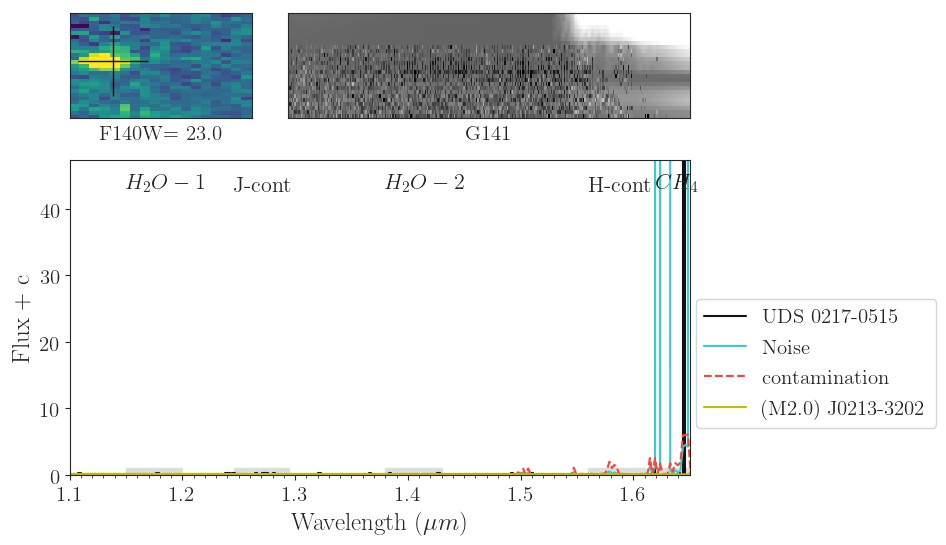 F140W= 23.0
G141
H₂O − 1
J-cont
H₂O − 2
H-cont
CH₄
Flux + c
40
30
20
10
0
1.1
1.2
1.3
1.4
1.5
1.6
Wavelength (μm)
UDS 0217-0515
Noise
contamination
(M2.0) J0213-3202